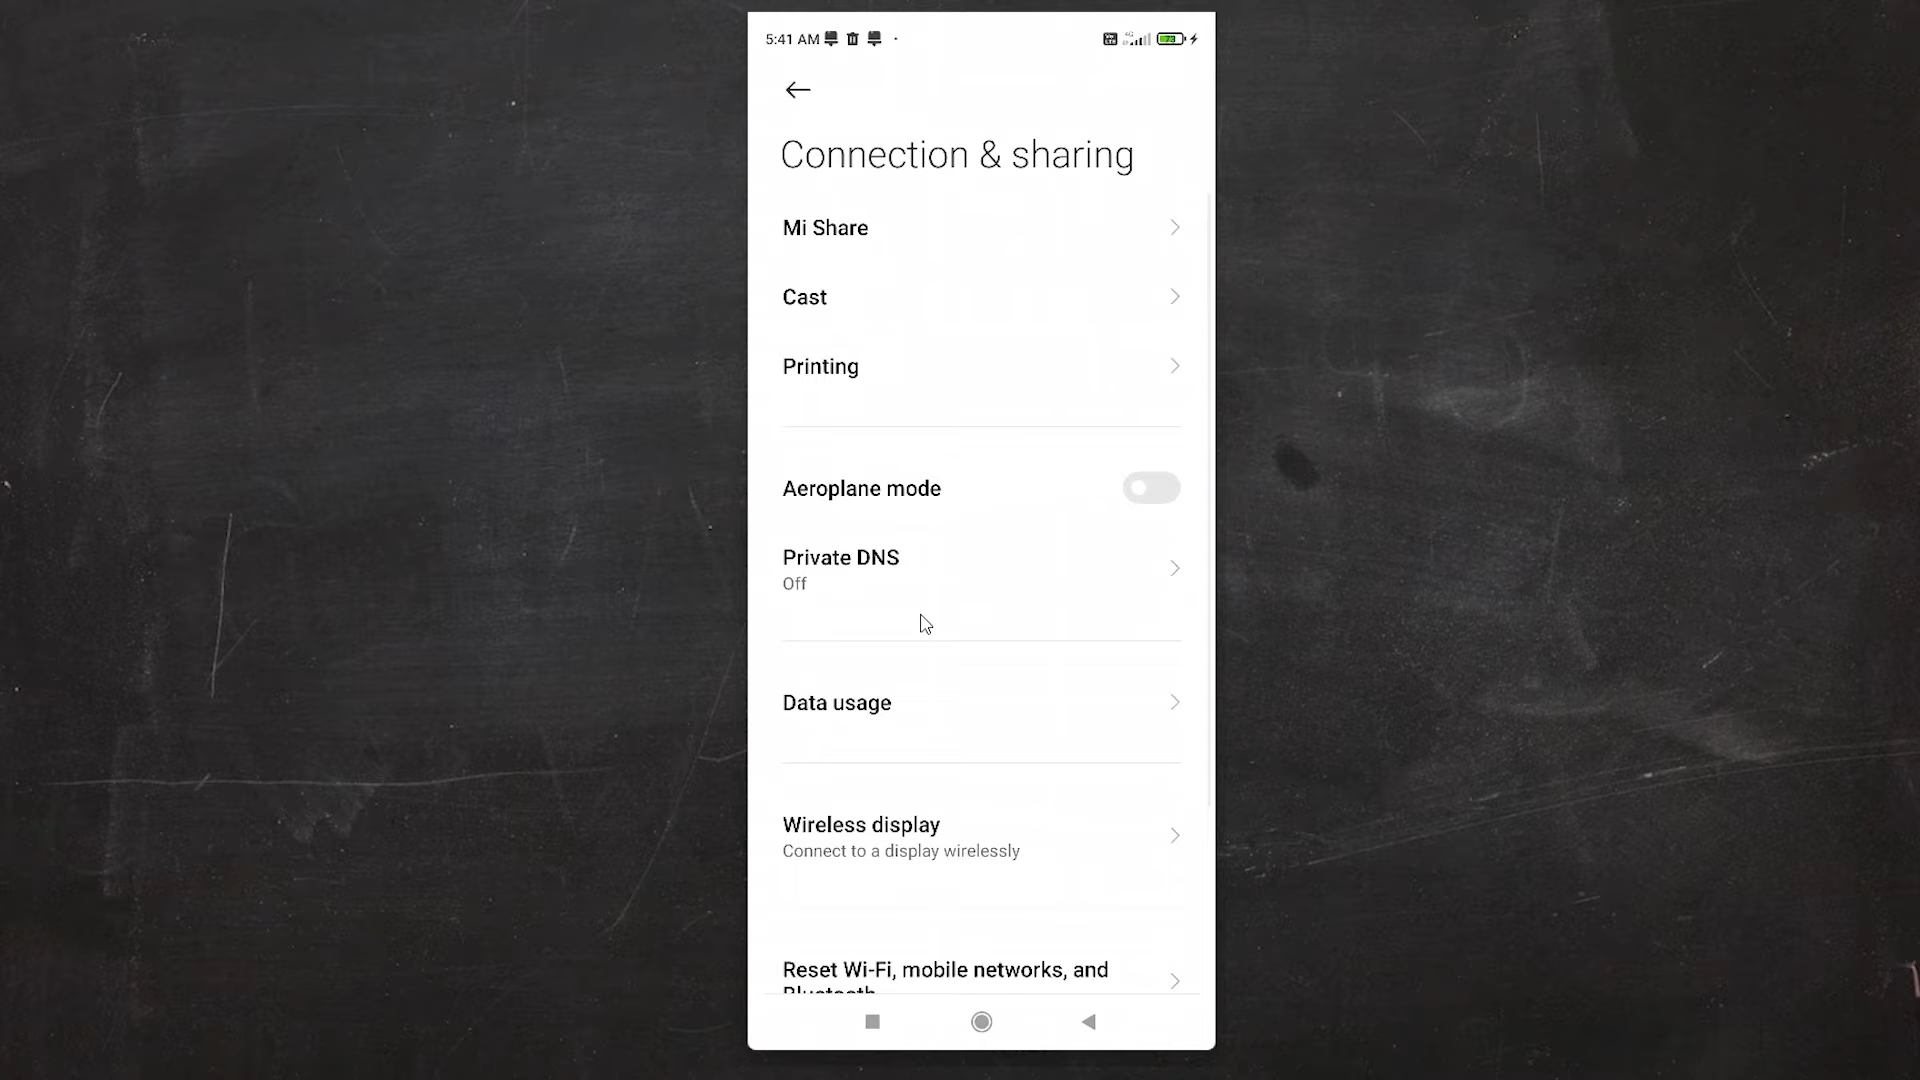 5:41 AM
Connection & sharing
Mi Share
Cast
Printing
Aeroplane mode
Private DNS
Off
Data usage
Wireless display
Connect to a display wirelessly
Reset Wi-Fi, mobile networks, and
Bluetooth